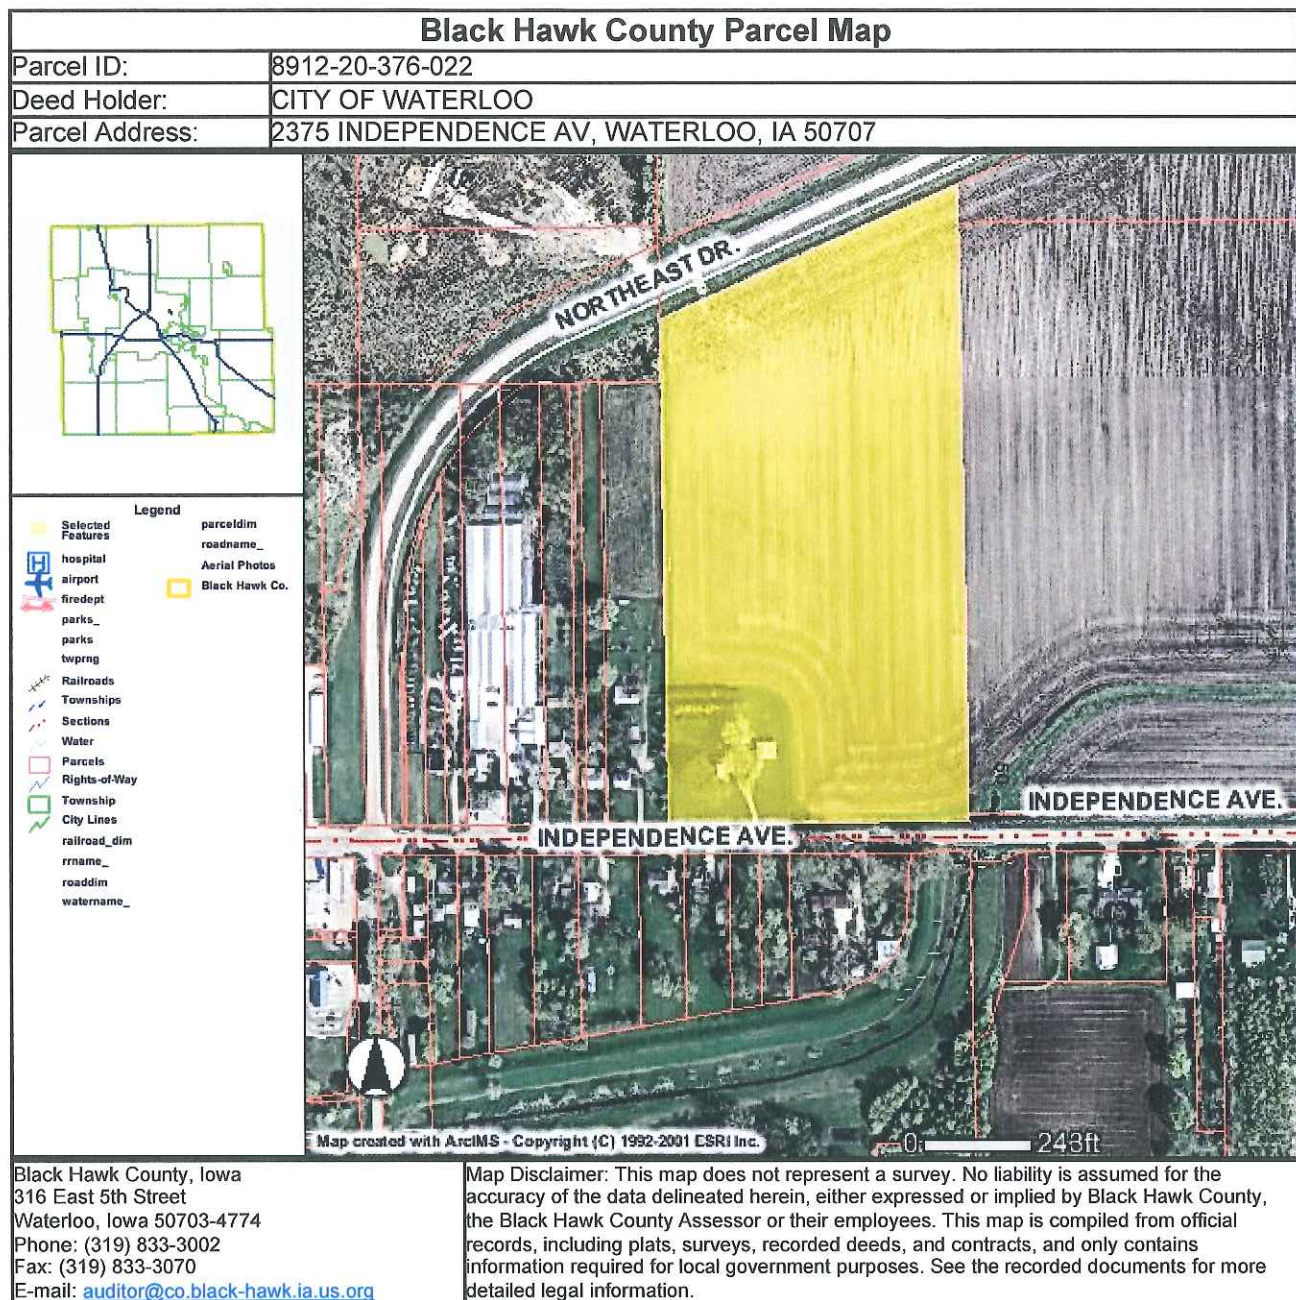 Black Hawk County Parcel Map
Parcel ID: 8912-20-376-022
Deed Holder: CITY OF WATERLOO
Parcel Address: 2375 INDEPENDENCE AV, WATERLOO, IA 50707
NORTHEAST DR.
Legend
Selected
Features
hospital
airport
firedept
parks_
parks
twprng
Railroads
Townships
Sections
Water
Parcels
Rights-of-Way
Township
City Lines
railroad_dim
rrname_
roaddim
watername_
parceldim
roadname_
Aerial Photos
Black Hawk Co.
INDEPENDENCE AVE.
INDEPENDENCE AVE.
Map created with ArcIMS - Copyright (C) 1992-2001 ESRI Inc.
0 243ft
Black Hawk County, Iowa
316 East 5th Street
Waterloo, Iowa 50703-4774
Phone: (319) 833-3002
Fax: (319) 833-3070
E-mail: auditor@co.black-hawk.ia.us.org
Map Disclaimer: This map does not represent a survey. No liability is assumed for the
accuracy of the data delineated herein, either expressed or implied by Black Hawk County,
the Black Hawk County Assessor or their employees. This map is compiled from official
records, including plats, surveys, recorded deeds, and contracts, and only contains
information required for local government purposes. See the recorded documents for more
detailed legal information.